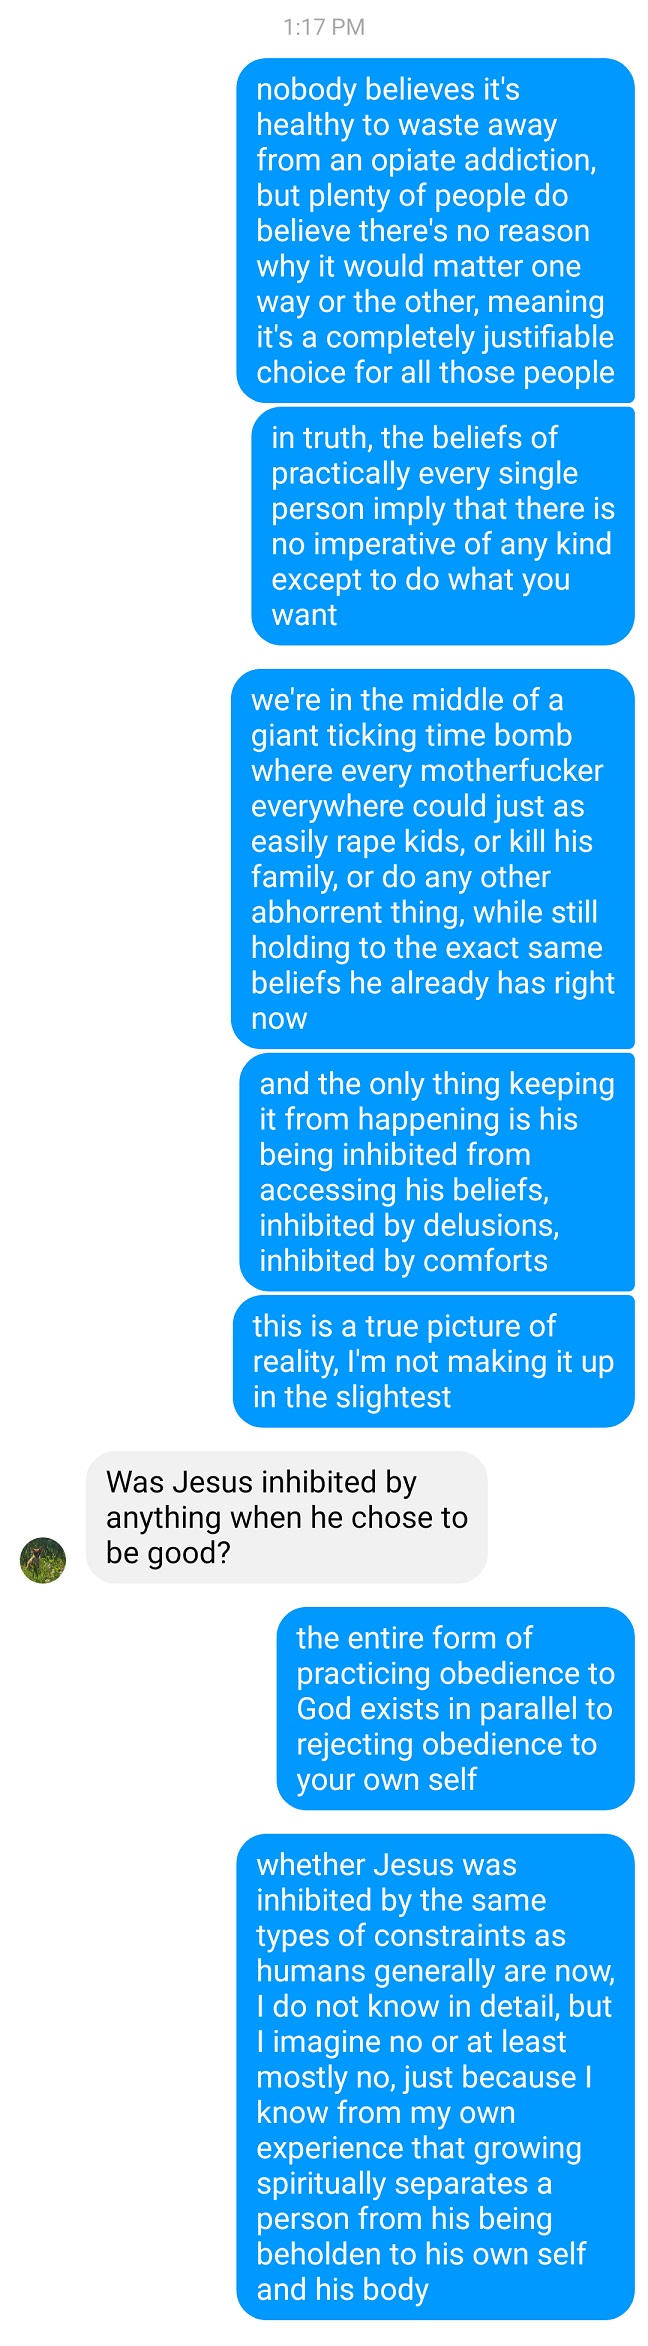 1:17 PM
nobody believes it's
healthy to waste away
from an opiate addiction,
but plenty of people do
believe there's no reason
why it would matter one
way or the other, meaning
it's a completely justifiable
choice for all those people
in truth, the beliefs of
practically every single
person imply that there is
no imperative of any kind
except to do what you
want
we're in the middle of a
giant ticking time bomb
where every motherfucker
everywhere could just as
easily rape kids, or kill his
family, or do any other
abhorrent thing, while still
holding to the exact same
beliefs he already has right
now
and the only thing keeping
it from happening is his
being inhibited from
accessing his beliefs,
inhibited by delusions,
inhibited by comforts
this is a true picture of
reality, I'm not making it up
in the slightest
Was Jesus inhibited by
anything when he chose to
be good?
the entire form of
practicing obedience to
God exists in parallel to
rejecting obedience to
your own self
whether Jesus was
inhibited by the same
types of constraints as
humans generally are now,
I do not know in detail, but
I imagine no or at least
mostly no, just because I
know from my own
experience that growing
spiritually separates a
person from his being
beholden to his own self
and his body